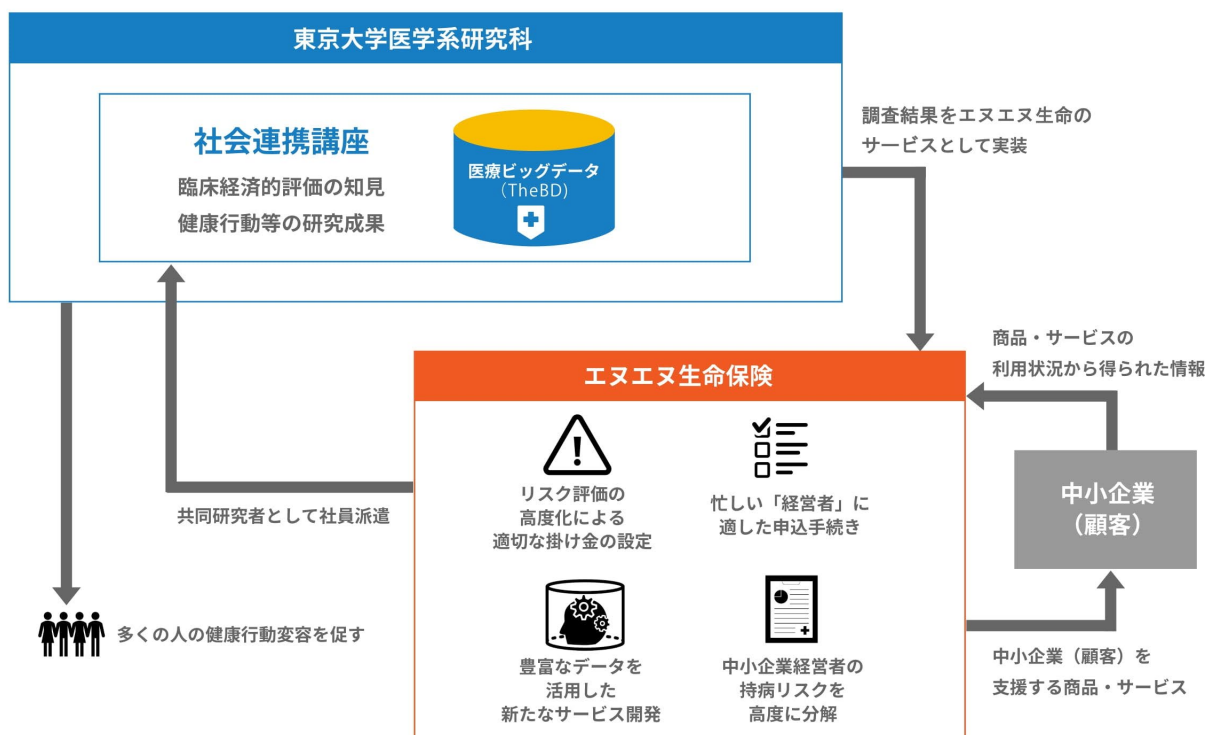 東京大学医学系研究科
社会連携講座
臨床経済的評価の知見
健康行動等の研究成果
医療ビッグデータ
(TheBD)
調査結果をエヌエヌ生命の
サービスとして実装
商品・サービスの
利用状況から得られた情報
エヌエヌ生命保険
リスク評価の
高度化による
適切な掛け金の設定
忙しい「経営者」に
適した申込手続き
中小企業
（顧客）
共同研究者として社員派遣
多くの人の健康行動変容を促す
豊富なデータを
活用した
新たなサービス開発
中小企業経営者の
持病リスクを
高度に分解
中小企業（顧客）を
支援する商品・サービス